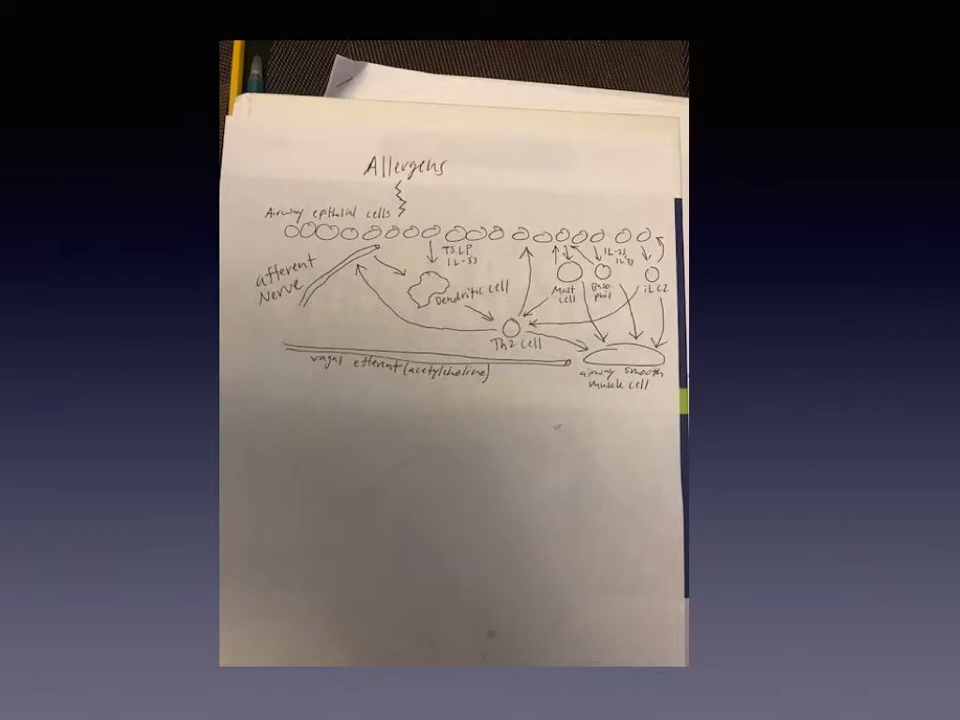 Allergens
Airway epithelial cells
TSLP
IL-33
IL-25
IL-33
afferent
Nerve
Dendritic cell
Mast
cell
Baso
phil
iLC2
Th2 cell
vagal efferent (acetylcholine)
airway smooth
muscle cell